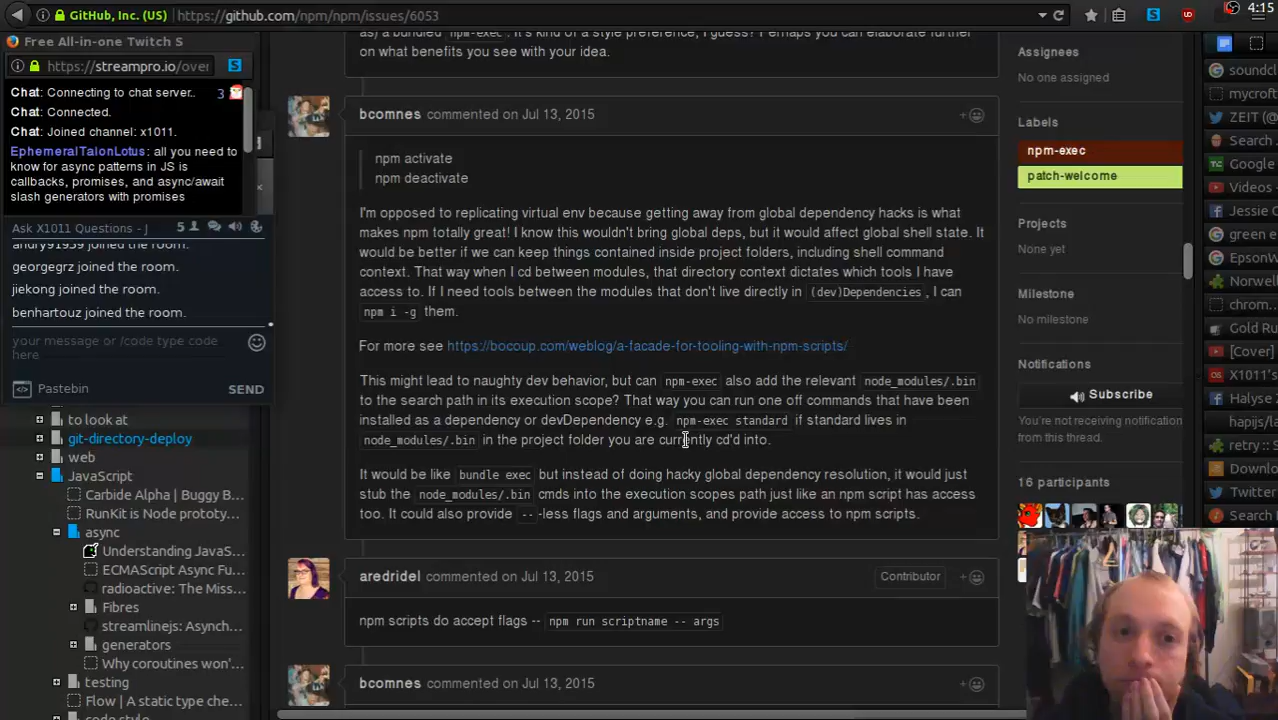 GitHub, Inc. (US)
https://github.com/npm/npm/issues/6053
4:15
Free All-in-one Twitch S
https://streampro.io/over
Chat: Connecting to chat server..
3
Chat: Connected.
Chat: Joined channel: x1011.
EphemeralTalonLotus: all you need to
know for async patterns in JS is
callbacks, promises, and async/await
slash generators with promises
Ask X1011 Questions - J
5
georgegrz joined the room.
jiekong joined the room.
benhartouz joined the room.
your message or /code type code
here
Pastebin
SEND
to look at
git-directory-deploy
web
JavaScript
Carbide Alpha | Buggy B...
RunKit is Node prototy...
async
Understanding JavaS...
ECMAScript Async Fu...
radioactive: The Miss...
Fibres
streamlinejs: Asynch...
generators
Why coroutines won'...
testing
Flow | A static type che...
code style
as) a bundled npm-exec. It's kind of a style preference, I guess? Perhaps you can elaborate further
on what benefits you see with your idea.
bcomnes commented on Jul 13, 2015
npm activate
npm deactivate
I'm opposed to replicating virtual env because getting away from global dependency hacks is what
makes npm totally great! I know this wouldn't bring global deps, but it would affect global shell state. It
would be better if we can keep things contained inside project folders, including shell command
context. That way when I cd between modules, that directory context dictates which tools I have
access to. If I need tools between the modules that don't live directly in (dev)Dependencies, I can
npm i -g them.
For more see https://bocoup.com/weblog/a-facade-for-tooling-with-npm-scripts/
This might lead to naughty dev behavior, but can npm-exec also add the relevant node_modules/.bin
to the search path in its execution scope? That way you can run one off commands that have been
installed as a dependency or devDependency e.g. npm-exec standard if standard lives in
node_modules/.bin in the project folder you are currently cd'd into.
It would be like bundle exec but instead of doing hacky global dependency resolution, it would just
stub the node_modules/.bin cmds into the execution scopes path just like an npm script has access
too. It could also provide -- -less flags and arguments, and provide access to npm scripts.
aredridel commented on Jul 13, 2015
Contributor
npm scripts do accept flags -- npm run scriptname -- args
bcomnes commented on Jul 13, 2015
Assignees
No one assigned
Labels
npm-exec
patch-welcome
Projects
None yet
Milestone
No milestone
Notifications
Subscribe
You're not receiving notifications
from this thread.
16 participants
soundcl
mycroft
ZEIT (@
Search
Google
Videos -
Jessie C
green e
EpsonW
Norwell
chrom...
Gold Ru
[Cover]
X1011's
hapijs/h
retry ::
Downlo
Twitter
Search